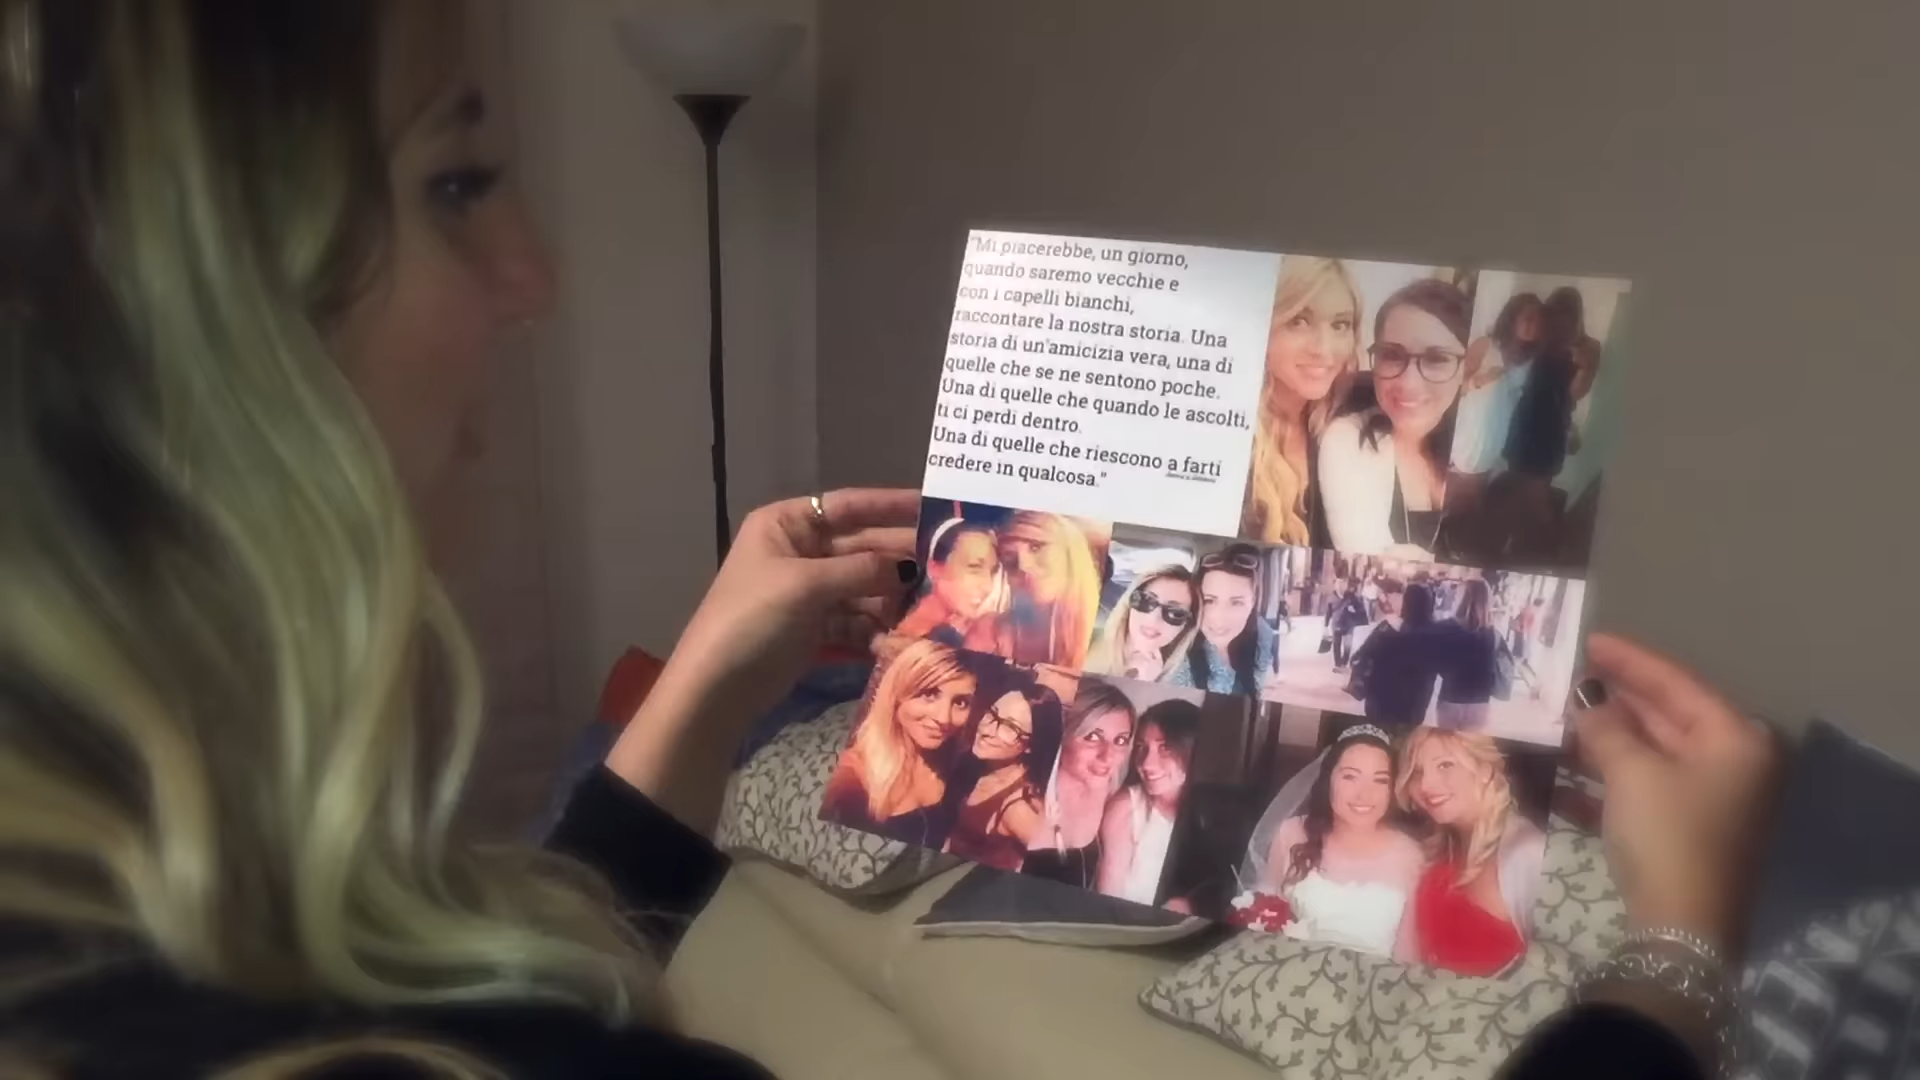 "Mi piacerebbe, un giorno,
quando saremo vecchie e
con i capelli bianchi,
raccontare la nostra storia. Una
storia di un'amicizia vera, una di
quelle che se ne sentono poche.
Una di quelle che quando le ascolti,
ti ci perdi dentro.
Una di quelle che riescono a farti
credere in qualcosa."